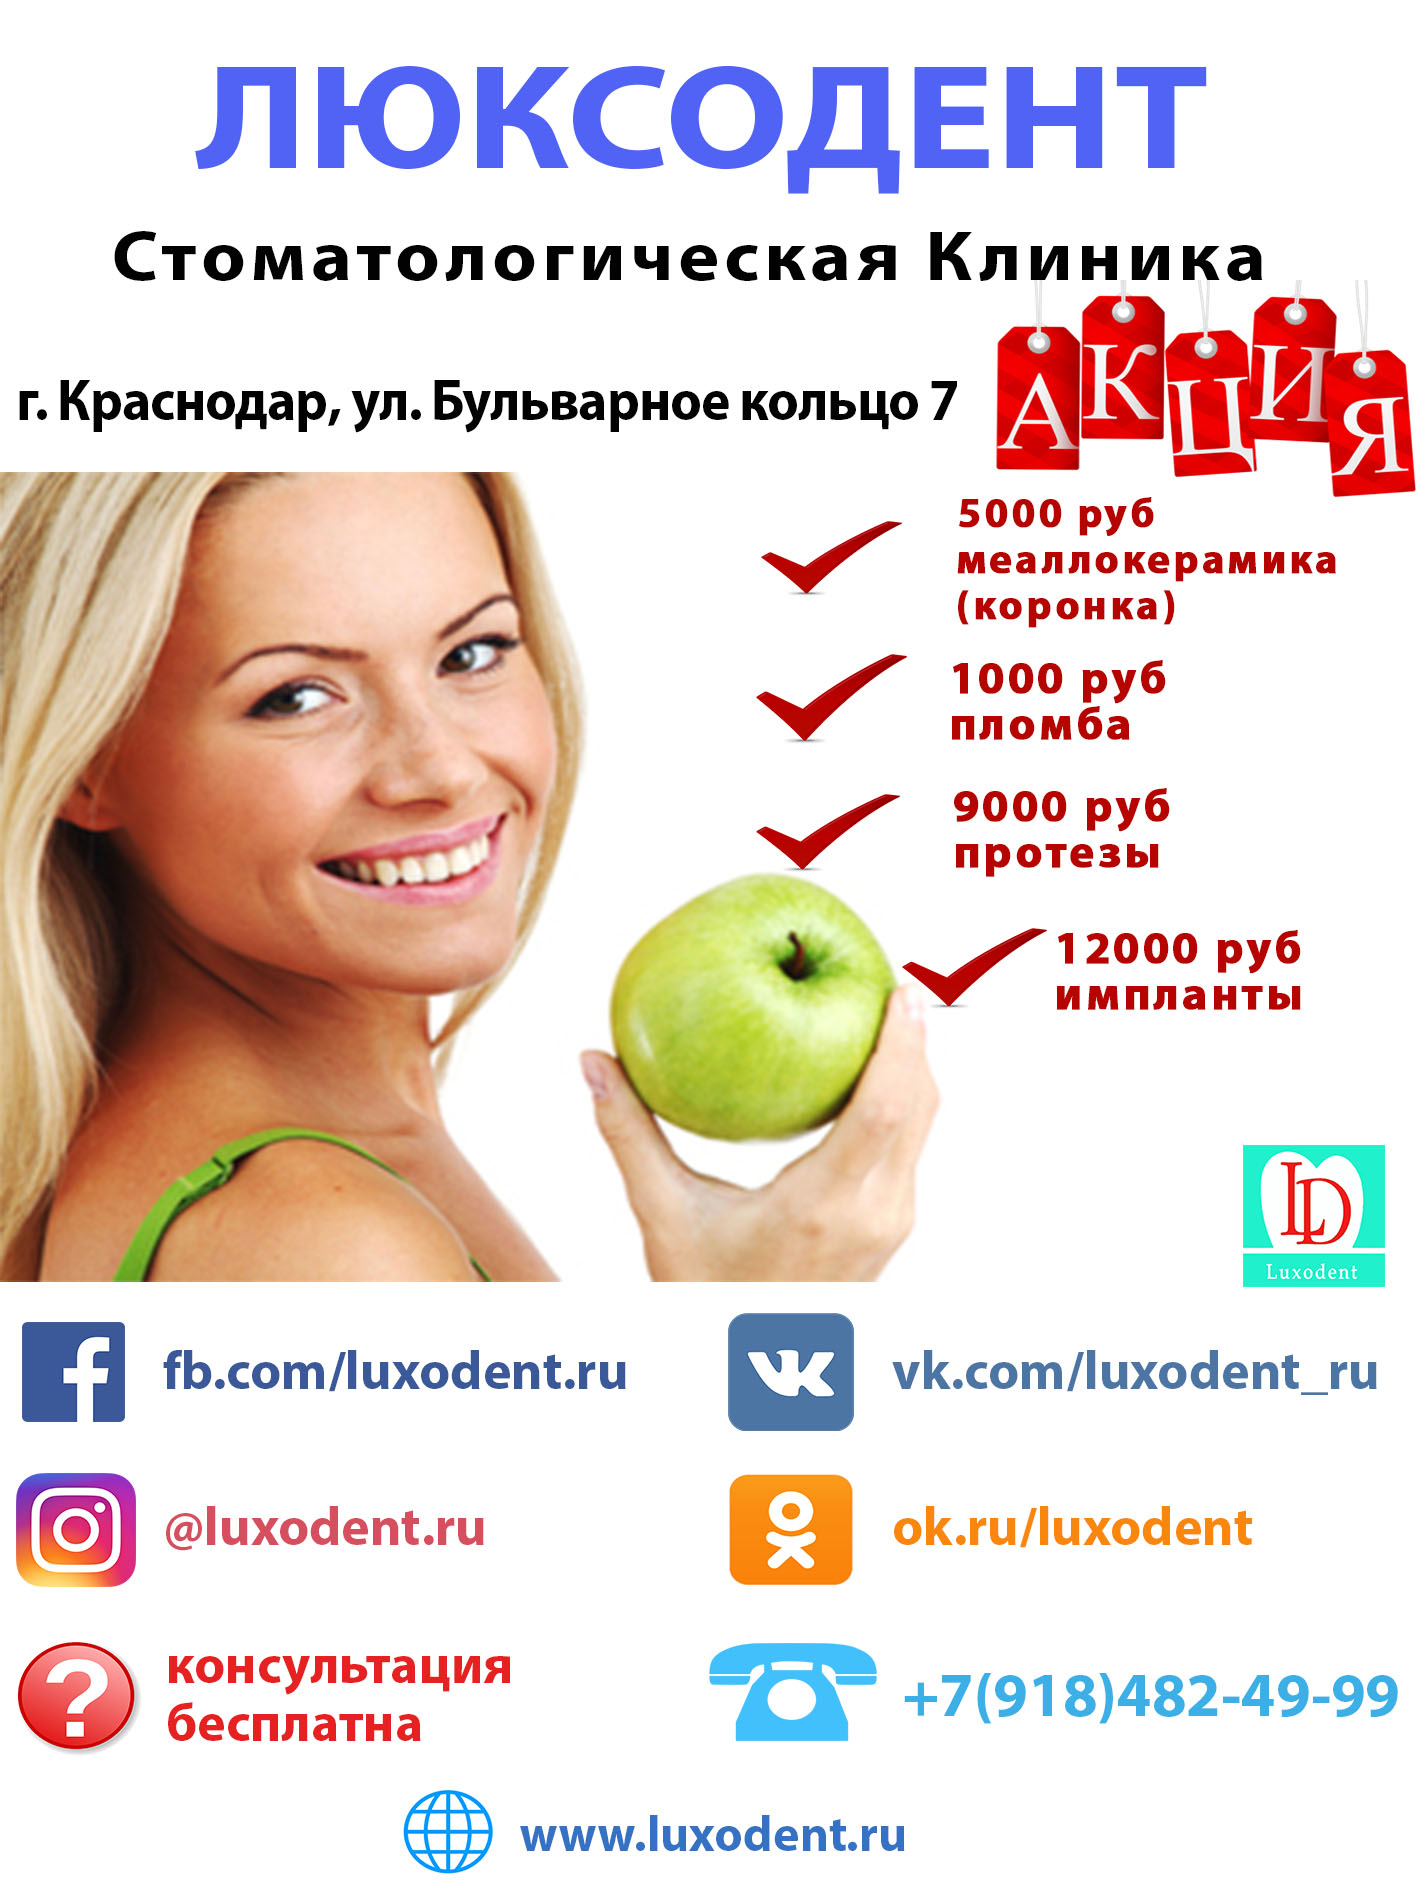 ЛЮКСОДЕНТ
Стоматологическая Клиника
г. Краснодар, ул. Бульварное кольцо 7
АКЦИЯ
5000 руб
меаллокерамика
(коронка)
1000 руб
пломба
9000 руб
протезы
12000 руб
импланты
LD
Luxodent
fb.com/luxodent.ru
vk.com/luxodent_ru
@luxodent.ru
ok.ru/luxodent
?
консультация
бесплатна
+7(918)482-49-99
www.luxodent.ru